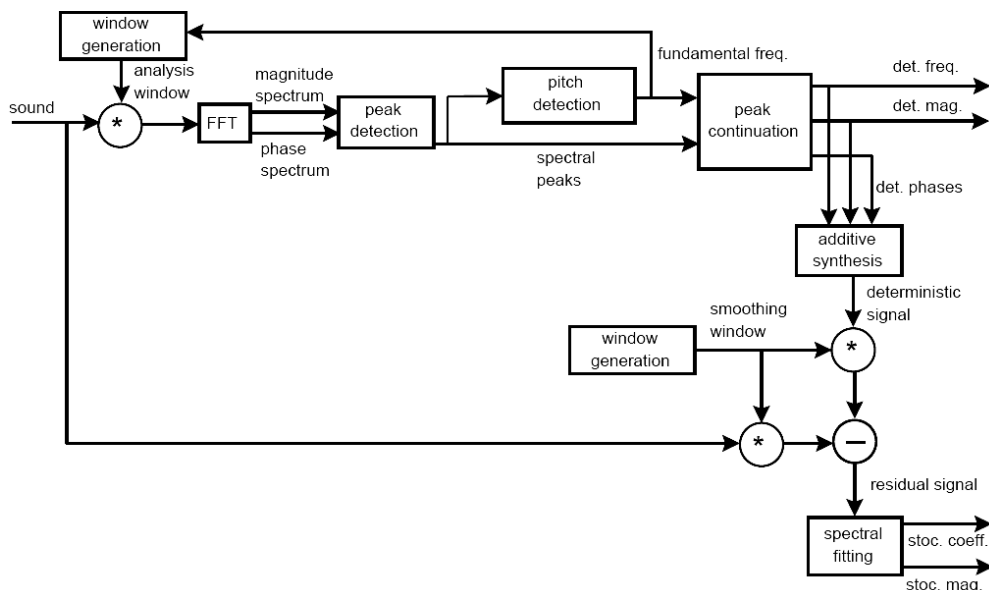 window
generation
analysis
window
sound
*
FFT
magnitude
spectrum
phase
spectrum
peak
detection
pitch
detection
fundamental freq.
spectral
peaks
peak
continuation
det. freq.
det. mag.
det. phases
additive
synthesis
deterministic
signal
smoothing
window
window
generation
*
*
–
residual signal
spectral
fitting
stoc. coeff.
stoc. mag.